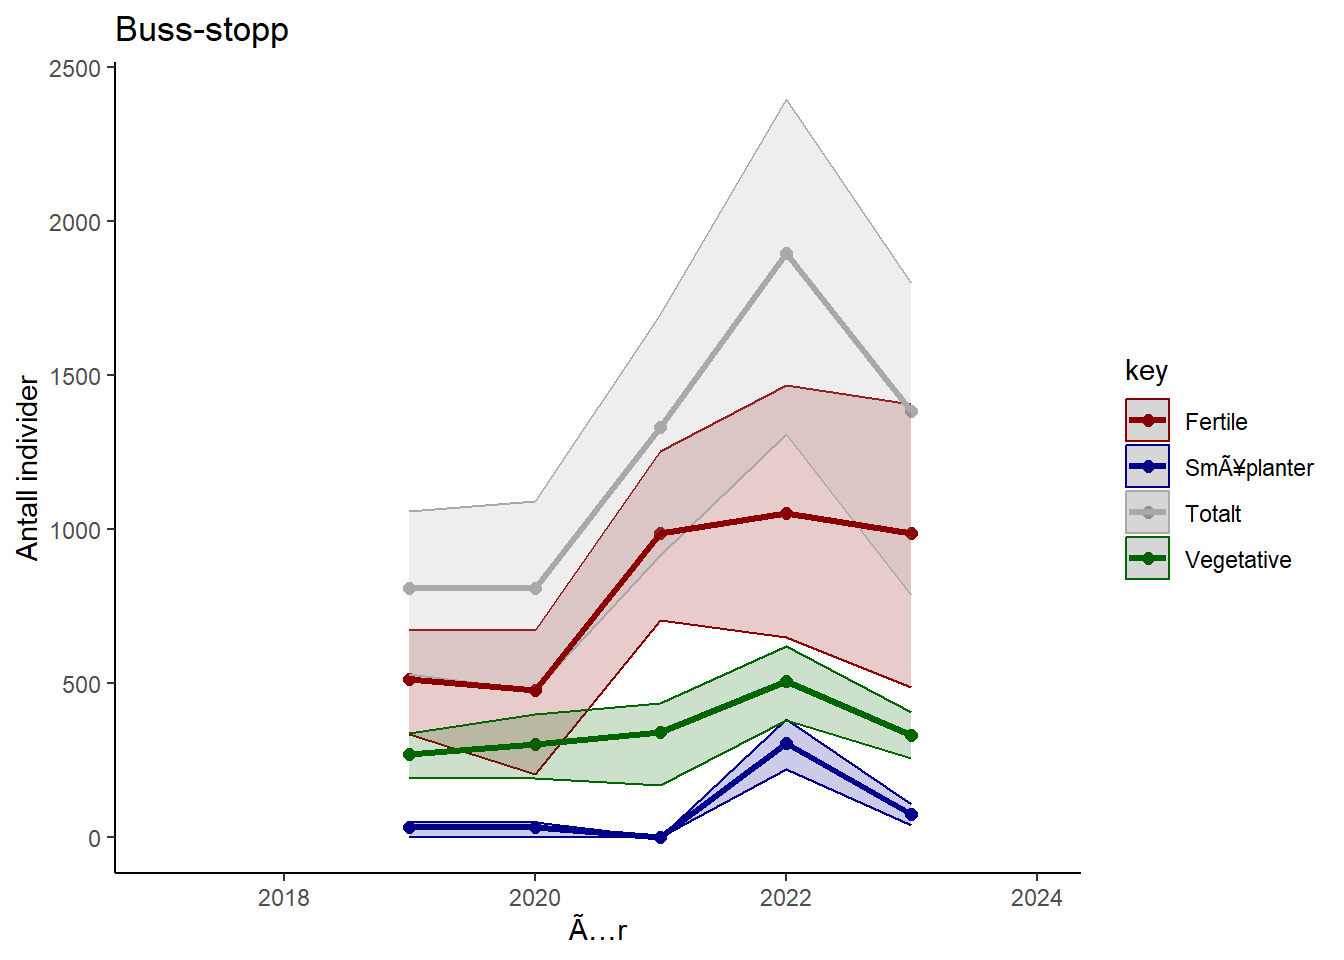 Buss-stopp
2500
2000
1500
1000
500
0
Antall individer
2018 2020 2022 2024
Ã…r
key
Fertile
SmÃ¥planter
Totalt
Vegetative